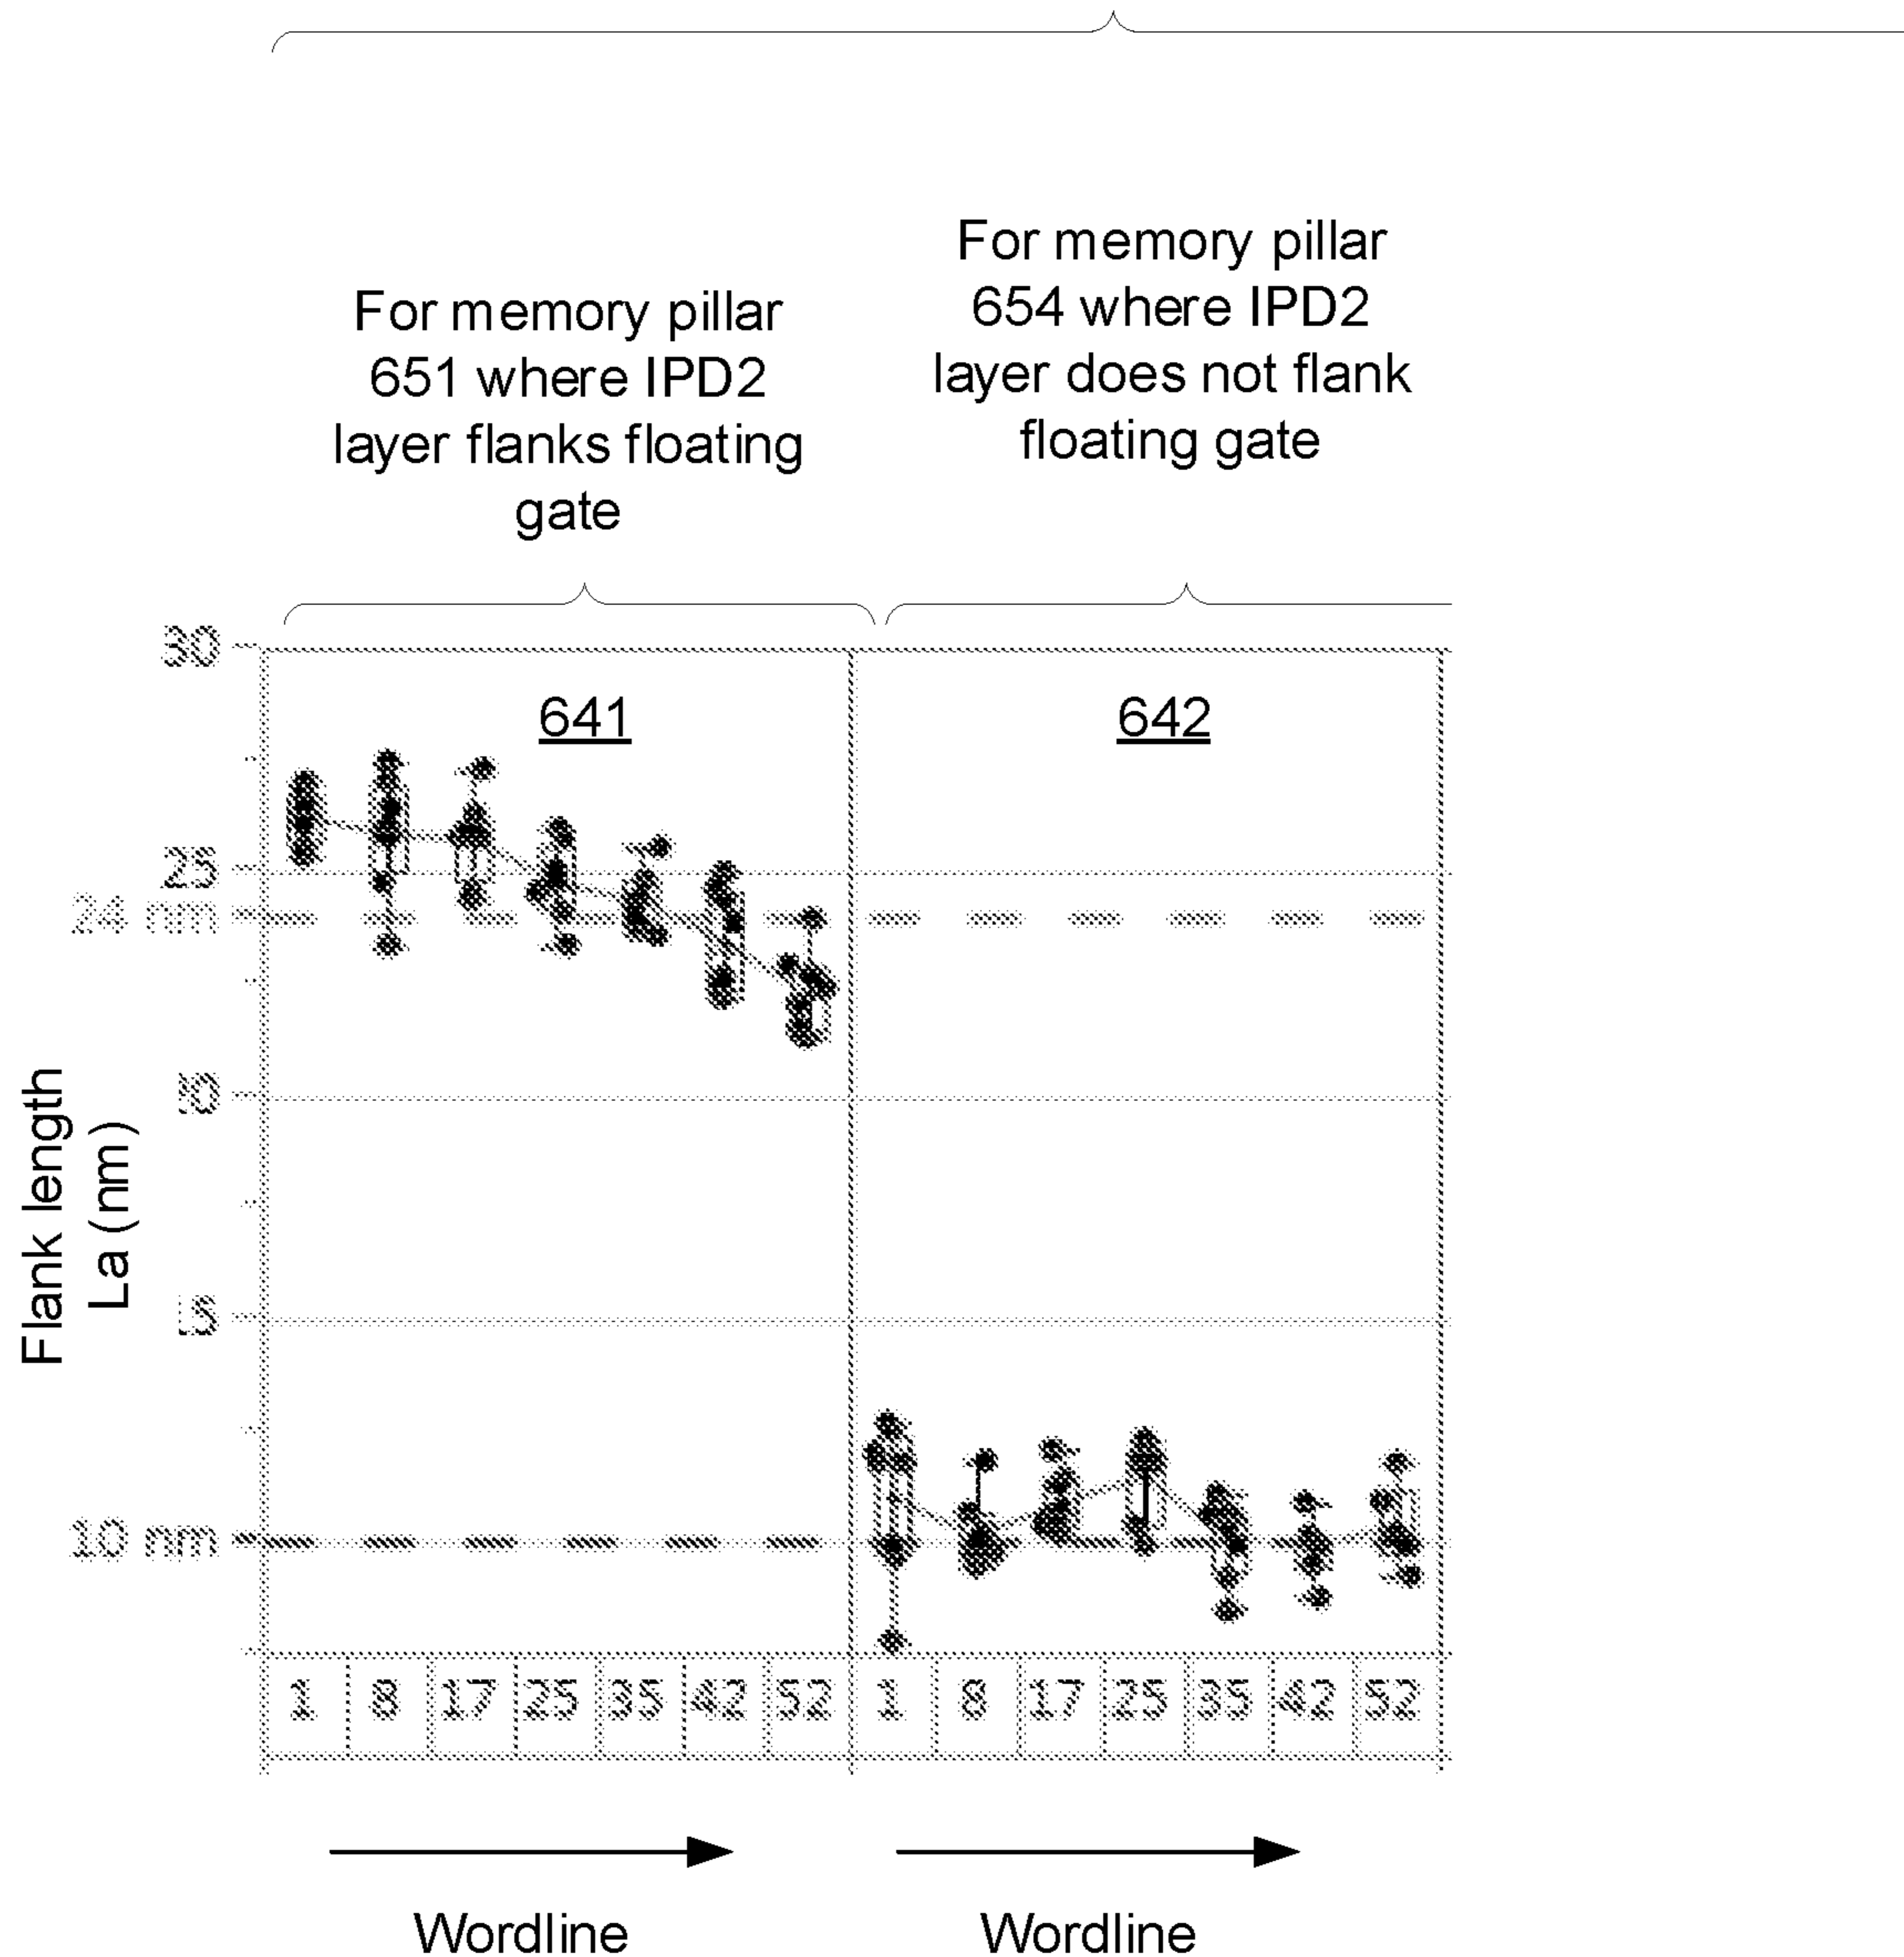 For memory pillar
651 where IPD2
layer flanks floating
gate
For memory pillar
654 where IPD2
layer does not flank
floating gate
30
641
642
25
24 nm
Flank length
La (nm)
10 nm
1 8 17 25 35 42 52 1 8 17 25 35 42 52
Wordline
Wordline